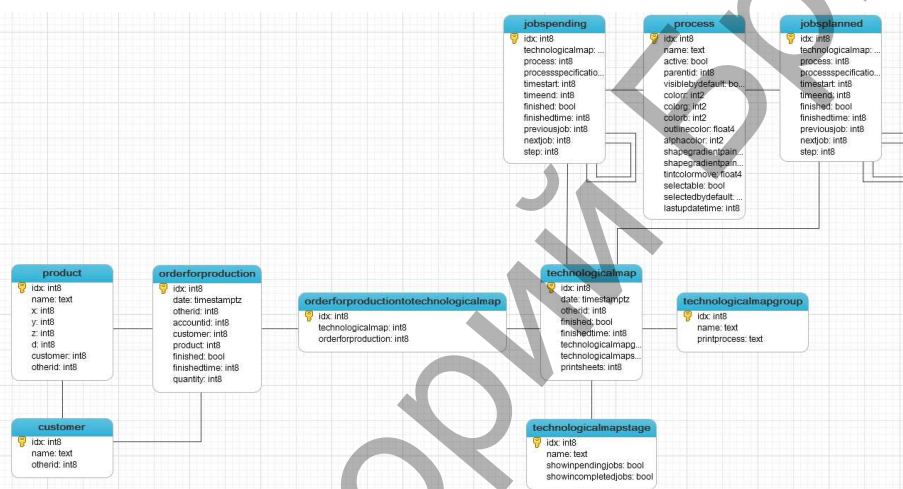 jobspending
idx: int8
technologicalmap: ...
process: int8
processspecificatio...
timestart: int8
timeend: int8
finished: bool
finishedtime: int8
previousjob: int8
nextjob: int8
step: int8
process
idx: int8
name: text
active: bool
parentid: int8
visiblebydefault: bo...
colorr: int2
colorg: int2
colorb: int2
outlinecolor: float4
alphacolor: int2
shapegradientpain...
shapegradientpain...
tintcolormove: float4
selectable: bool
selectedbydefault: ...
lastupdatetime: int8
jobsplanned
idx: int8
technologicalmap: ...
process: int8
processspecificatio...
timestart: int8
timeend: int8
finished: bool
finishedtime: int8
previousjob: int8
nextjob: int8
step: int8
product
idx: int8
name: text
x: int8
y: int8
z: int8
d: int8
customer: int8
otherid: int8
orderforproduction
idx: int8
date: timestamptz
otherid: int8
accountid: int8
customer: int8
product: int8
finished: bool
finishedtime: int8
quantity: int8
orderforproductiontotechnologicalmap
idx: int8
technologicalmap: int8
orderforproduction: int8
technologicalmap
idx: int8
date: timestamptz
otherid: int8
finished: bool
finishedtime: int8
technologicalmapg...
technologicalmaps...
printsheets: int8
technologicalmapgroup
idx: int8
name: text
printprocess: text
customer
idx: int8
name: text
otherid: int8
technologicalmapstage
idx: int8
name: text
showinpendingjobs: bool
showincompletedjobs: bool